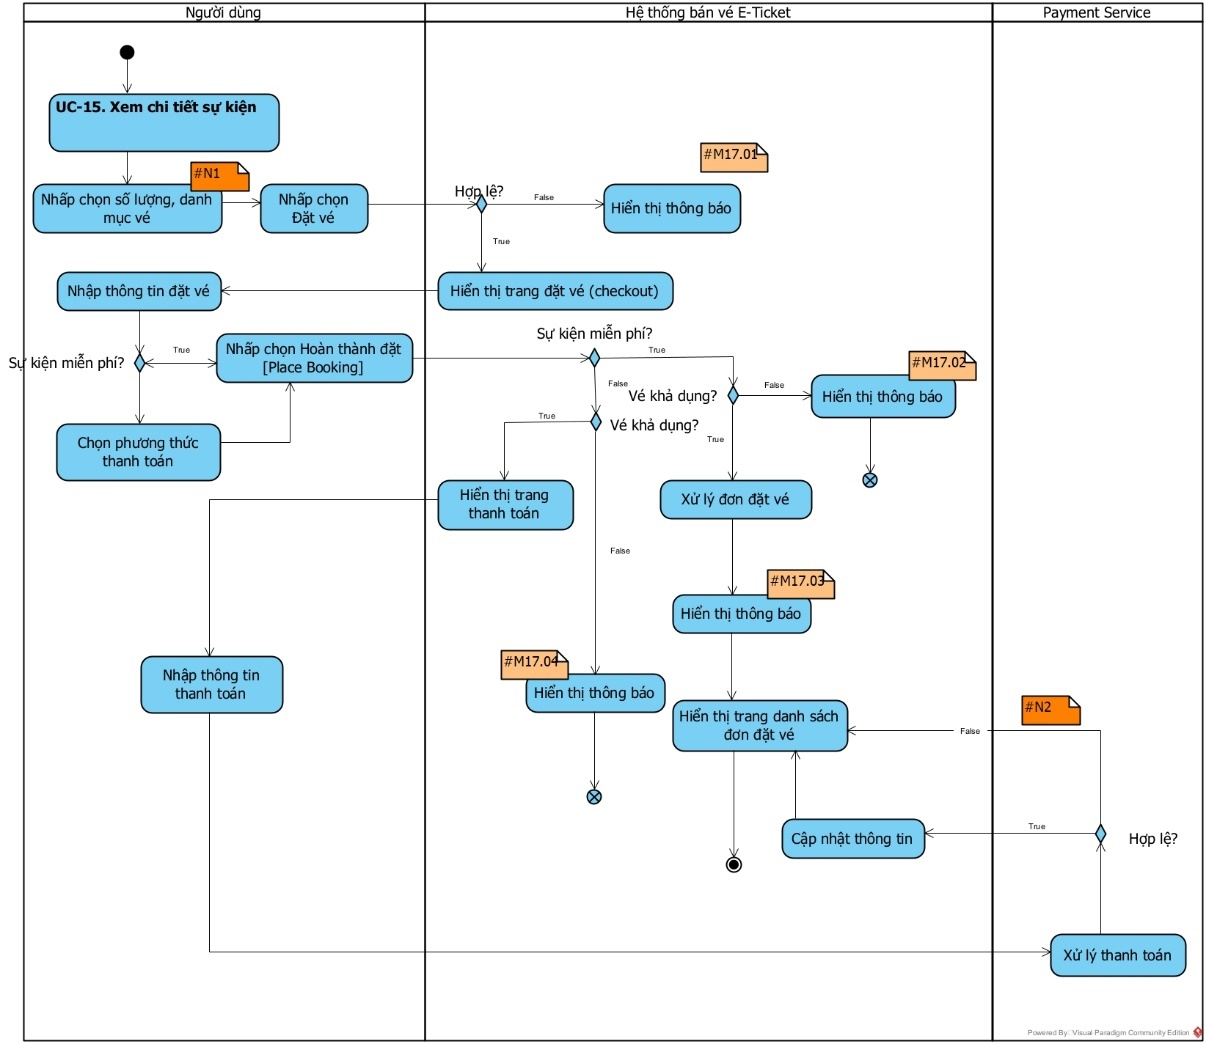 Người dùng
Hệ thống bán vé E-Ticket
Payment Service
UC-15. Xem chi tiết sự kiện
#M17.01
#N1
Nhấp chọn số lượng, danh
mục vé
Nhấp chọn
Đặt vé
Hợp lệ?
False
Hiển thị thông báo
True
Nhập thông tin đặt vé
Hiển thị trang đặt vé (checkout)
Sự kiện miễn phí?
True
Nhấp chọn Hoàn thành đặt
[Place Booking]
Sự kiện miễn phí?
True
False
Vé khả dụng?
False
#M17.02
Hiển thị thông báo
True
Vé khả dụng?
True
Chọn phương thức
thanh toán
Hiển thị trang
thanh toán
Xử lý đơn đặt vé
False
#M17.03
Hiển thị thông báo
#M17.04
Hiển thị thông báo
Nhập thông tin
thanh toán
Hiển thị trang danh sách
đơn đặt vé
#N2
False
Cập nhật thông tin
True
Hợp lệ?
Xử lý thanh toán
Powered By Visual Paradigm Community Edition